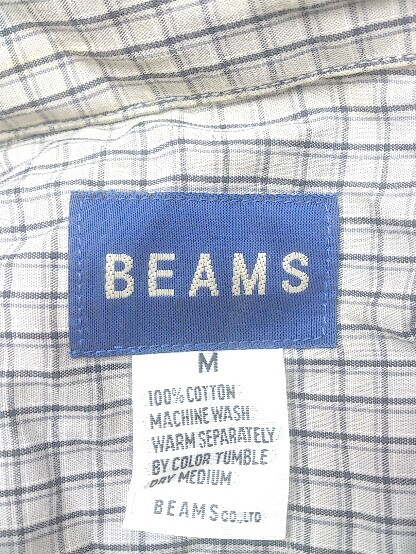 BEAMS
M
100% COTTON
MACHINE WASH
WARM SEPARATELY
BY COLOR TUMBLE
DRY MEDIUM
BEAMS CO.,LTD